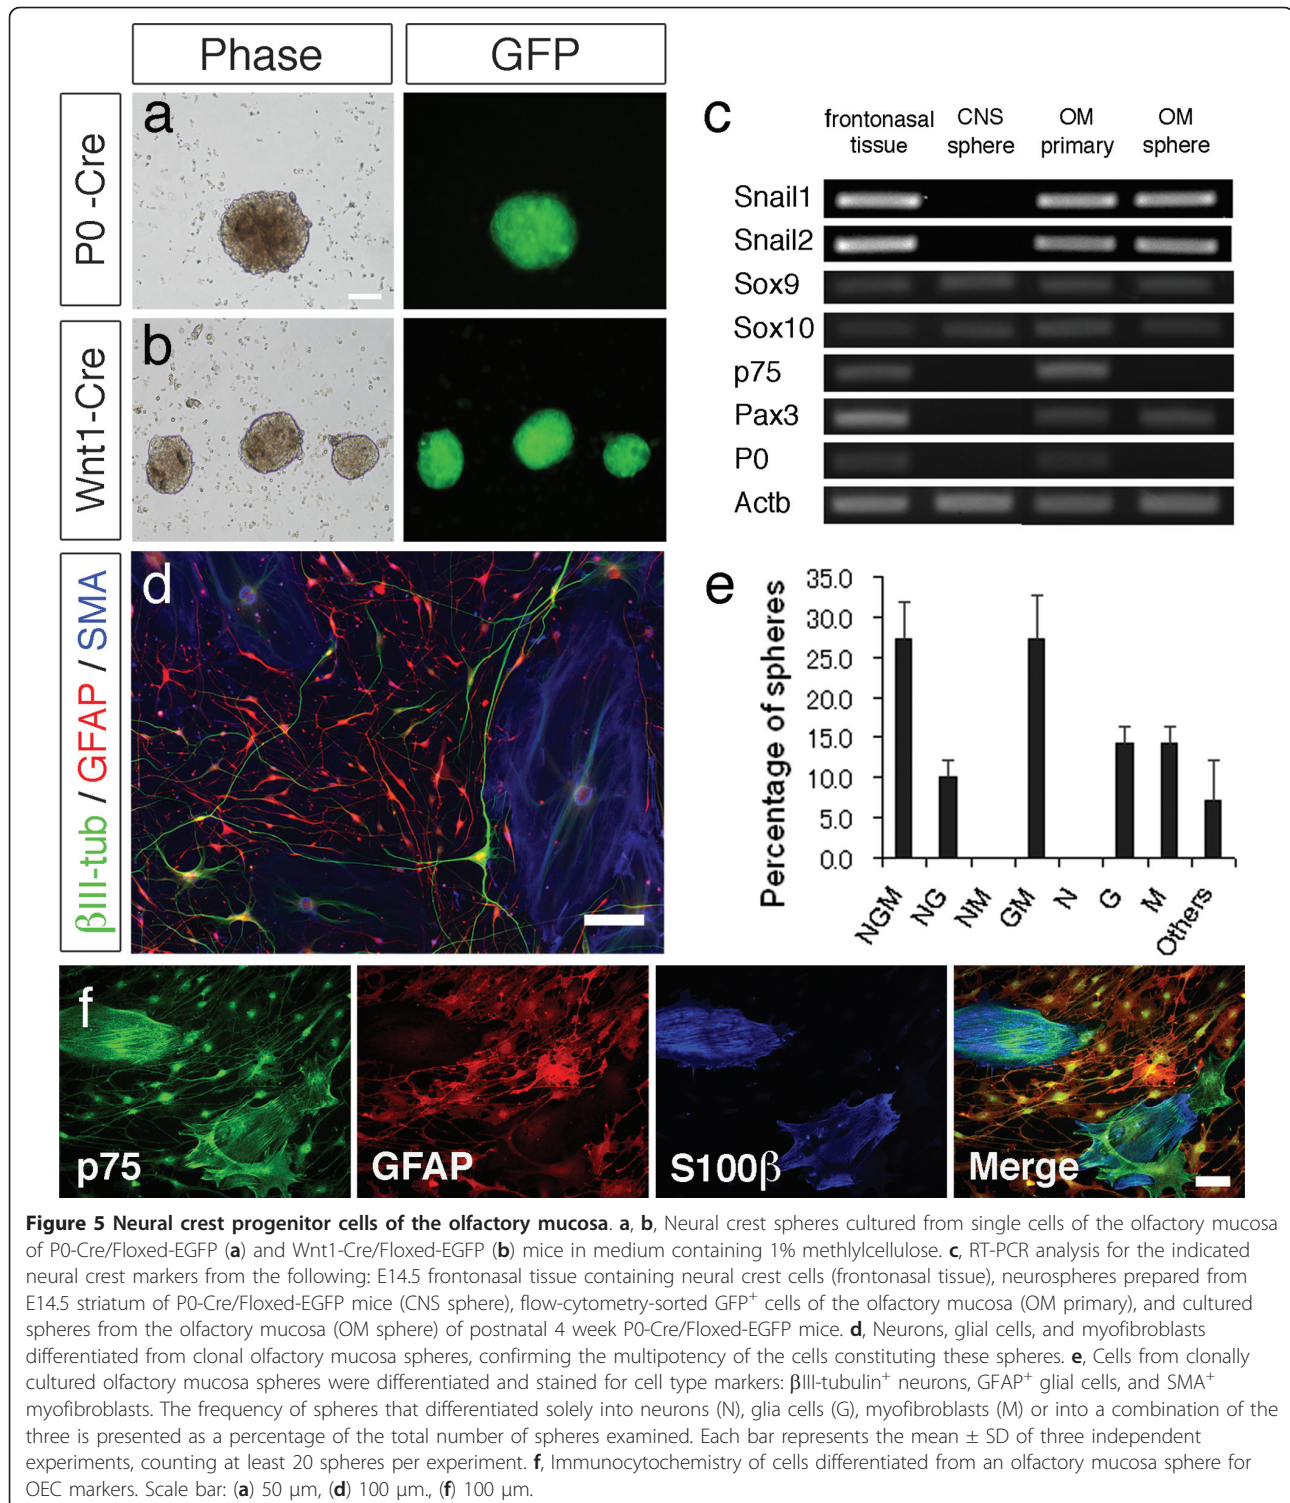 Phase
GFP
P0 -Cre
a
Wnt1-Cre
b
c
frontonasal tissue
CNS sphere
OM primary
OM sphere
Snail1
Snail2
Sox9
Sox10
p75
Pax3
P0
Actb
βIII-tub / GFAP / SMA
d
e
Percentage of spheres
35.0
30.0
25.0
20.0
15.0
10.0
5.0
0.0
NGM
NG
NM
GM
N
G
M
Others
f
p75
GFAP
S100β
Merge
Figure 5 Neural crest progenitor cells of the olfactory mucosa. a, b, Neural crest spheres cultured from single cells of the olfactory mucosa
of P0-Cre/Floxed-EGFP (a) and Wnt1-Cre/Floxed-EGFP (b) mice in medium containing 1% methlylcellulose. c, RT-PCR analysis for the indicated
neural crest markers from the following: E14.5 frontonasal tissue containing neural crest cells (frontonasal tissue), neurospheres prepared from
E14.5 striatum of P0-Cre/Floxed-EGFP mice (CNS sphere), flow-cytometry-sorted GFP⁺ cells of the olfactory mucosa (OM primary), and cultured
spheres from the olfactory mucosa (OM sphere) of postnatal 4 week P0-Cre/Floxed-EGFP mice. d, Neurons, glial cells, and myofibroblasts
differentiated from clonal olfactory mucosa spheres, confirming the multipotency of the cells constituting these spheres. e, Cells from clonally
cultured olfactory mucosa spheres were differentiated and stained for cell type markers: βIII-tubulin⁺ neurons, GFAP⁺ glial cells, and SMA⁺
myofibroblasts. The frequency of spheres that differentiated solely into neurons (N), glia cells (G), myofibroblasts (M) or into a combination of the
three is presented as a percentage of the total number of spheres examined. Each bar represents the mean ± SD of three independent
experiments, counting at least 20 spheres per experiment. f, Immunocytochemistry of cells differentiated from an olfactory mucosa sphere for
OEC markers. Scale bar: (a) 50 μm, (d) 100 μm., (f) 100 μm.